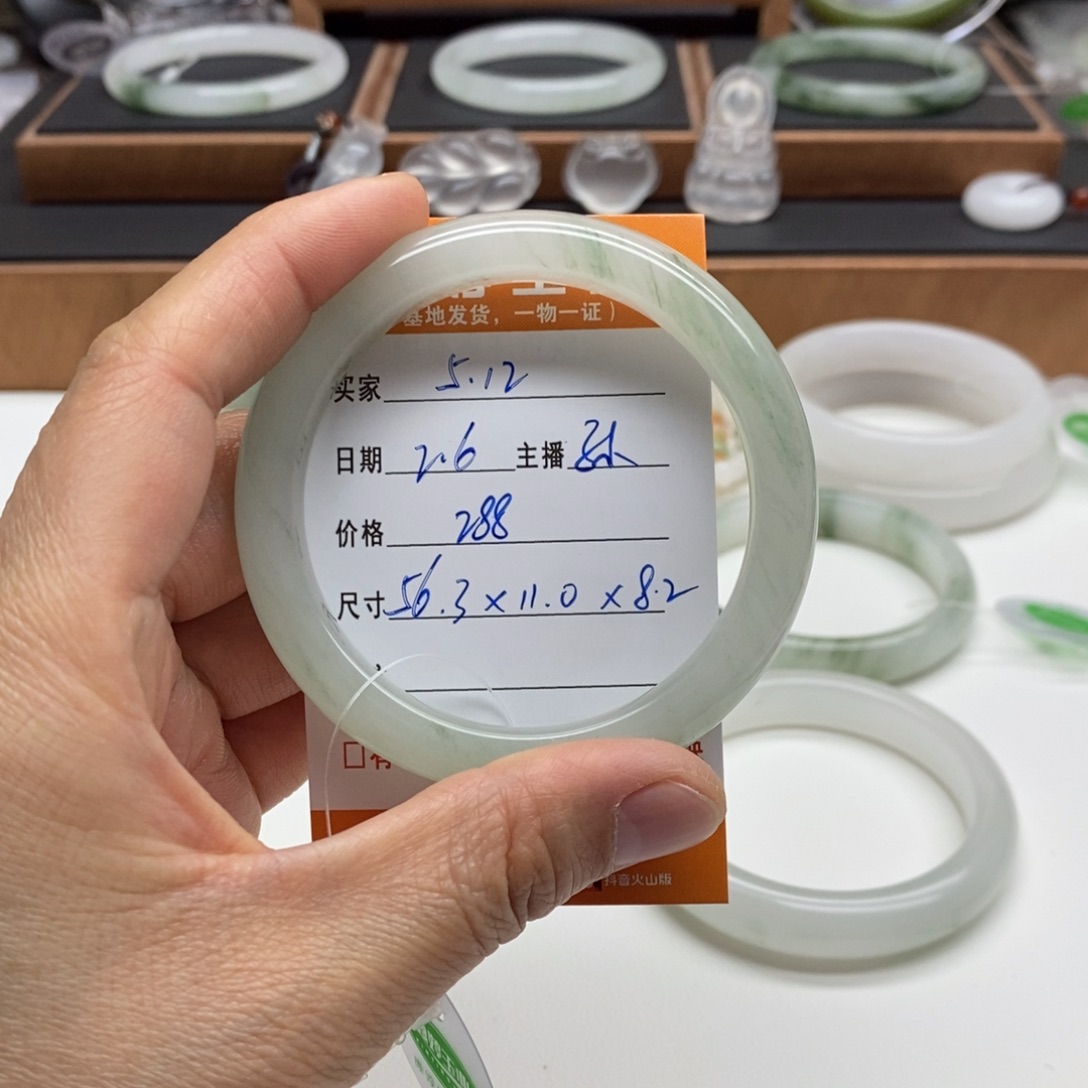 基地发货，一物一证）
买家 5.12
日期 2.6 主播
价格 288
尺寸 56.3×11.0×8.2
抖音火山版